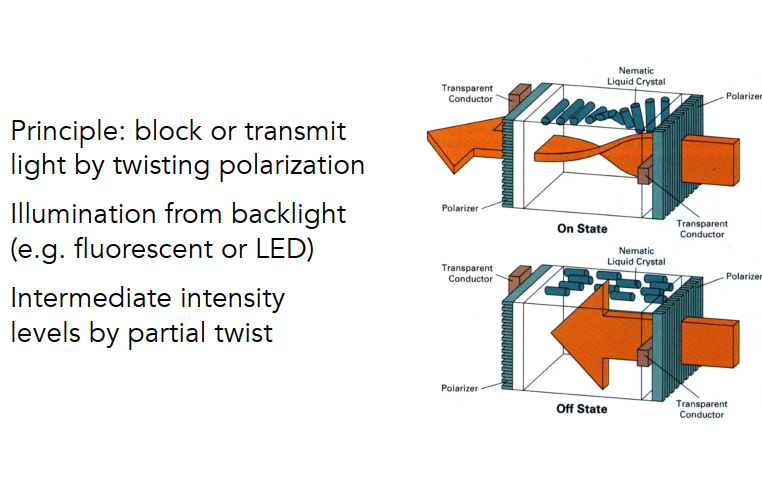 Principle: block or transmit
light by twisting polarization
Illumination from backlight
(e.g. fluorescent or LED)
Intermediate intensity
levels by partial twist
Nematic
Liquid Crystal
Transparent
Conductor
Polarizer
Polarizer
Transparent
Conductor
On State
Nematic
Liquid Crystal
Transparent
Conductor
Polarizer
Polarizer
Transparent
Conductor
Off State